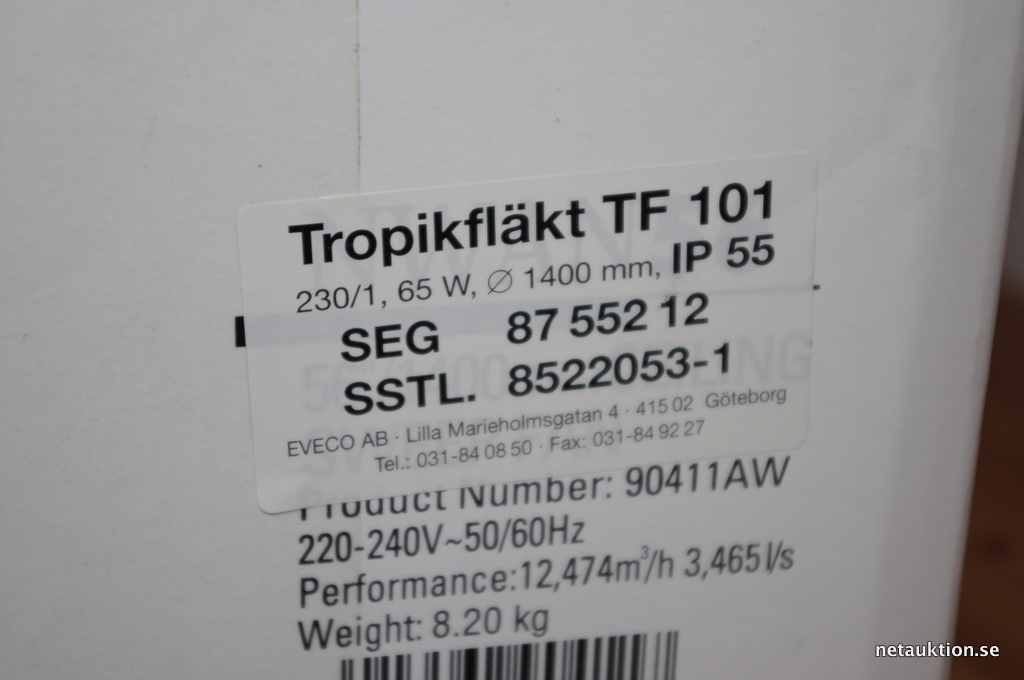 Tropikfläkt TF 101
230/1, 65 W, ∅ 1400 mm, IP 55
SEG 87 552 12
SSTL. 8522053-1
EVECO AB · Lilla Marieholmsgatan 4 · 415 02 Göteborg
Tel.: 031-84 08 50 · Fax: 031-84 92 27
Product Number: 90411AW
220-240V~50/60Hz
Performance:12,474m³/h 3,465 l/s
Weight: 8.20 kg
netauktion.se